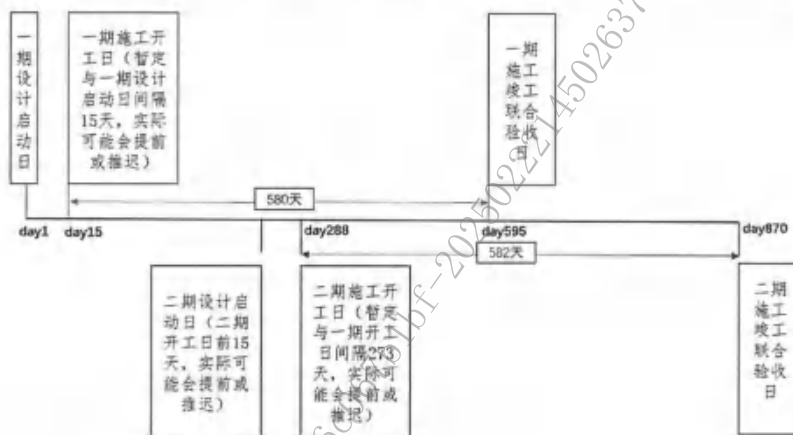 一
期
设
计
启
动
日
一期施工开
工日（暂定
与一期设计
启动日间隔
15天，实际
可能会提前
或推迟）
一期
施工
竣工
联合
验收
日
580天
day1
day15
day288
day595
day870
582天
二期设计启
动日（二期
开工日前15
天，实际可
能会提前或
推迟）
二期施工开
工日（暂定
与一期开工
日间隔273
天，实际可
能会提前或
推迟）
二期
施工
竣工
联合
验收
日